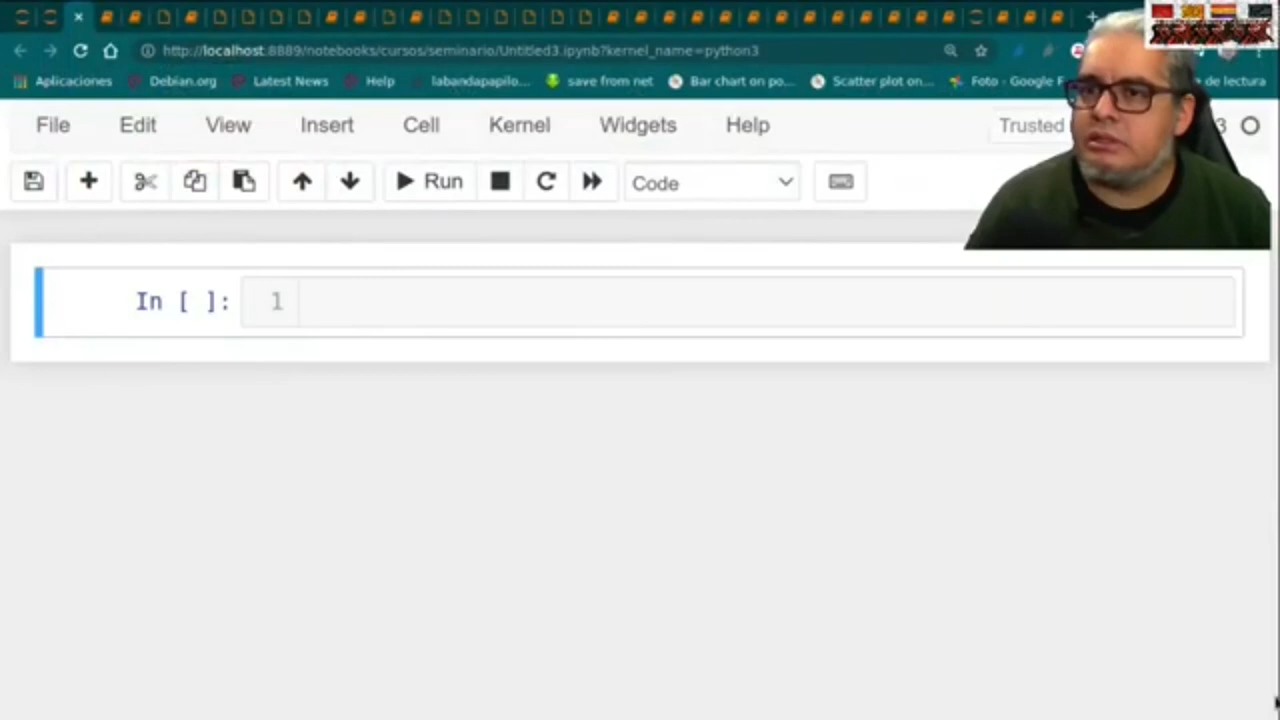 http://localhost:8889/notebooks/cursos/seminario/Untitled3.ipynb?kernel_name=python3
Aplicaciones Debian.org Latest News Help labandapapilo... save from net Bar chart on po... Scatter plot on... Foto - Google F de lectura
File Edit View Insert Cell Kernel Widgets Help Trusted 3
Run Code
In [ ]: 1